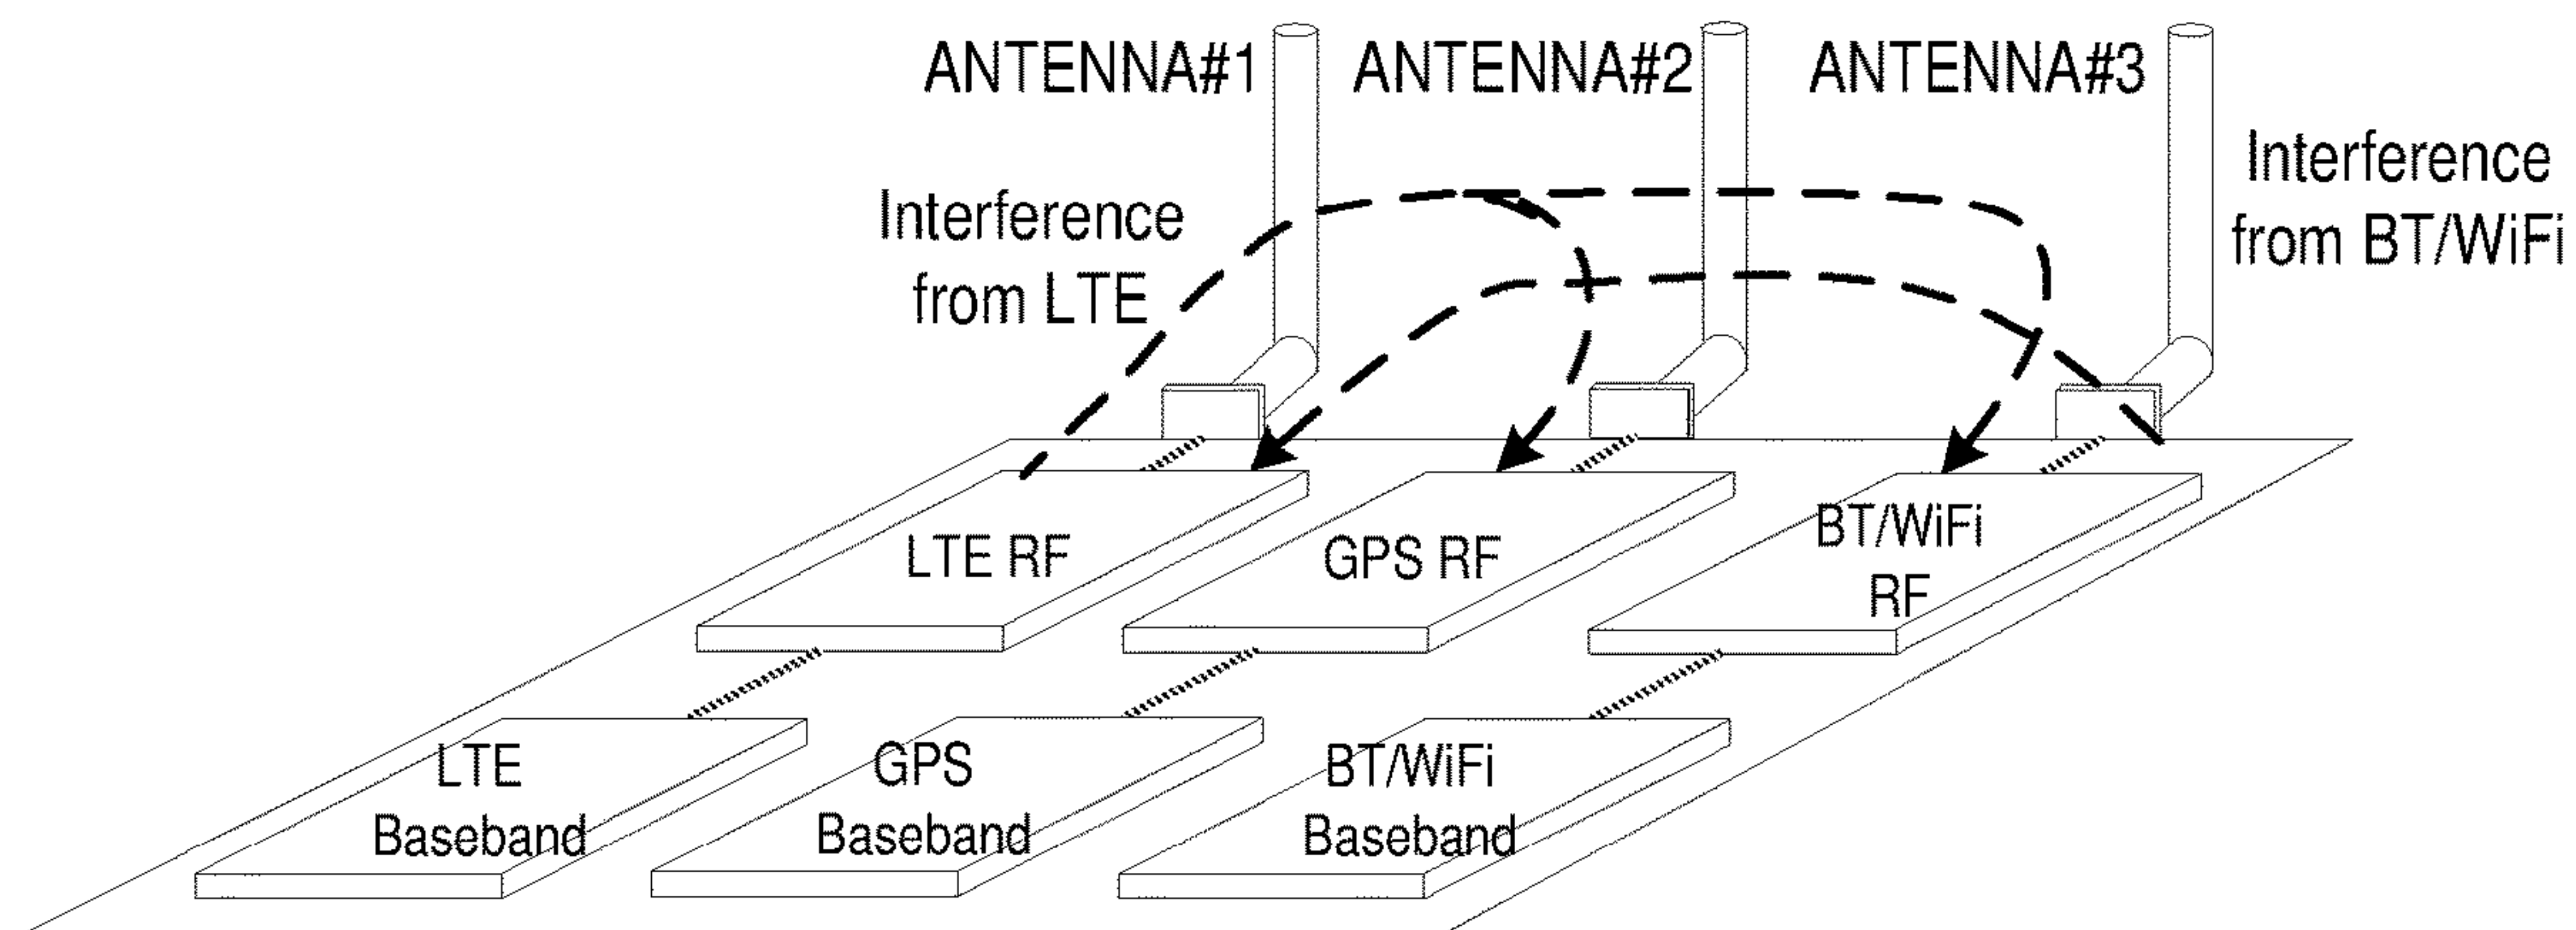 ANTENNA#1
ANTENNA#2
ANTENNA#3
Interference
from LTE
Interference
from BT/WiFi
LTE RF
GPS RF
BT/WiFi
RF
LTE
Baseband
GPS
Baseband
BT/WiFi
Baseband